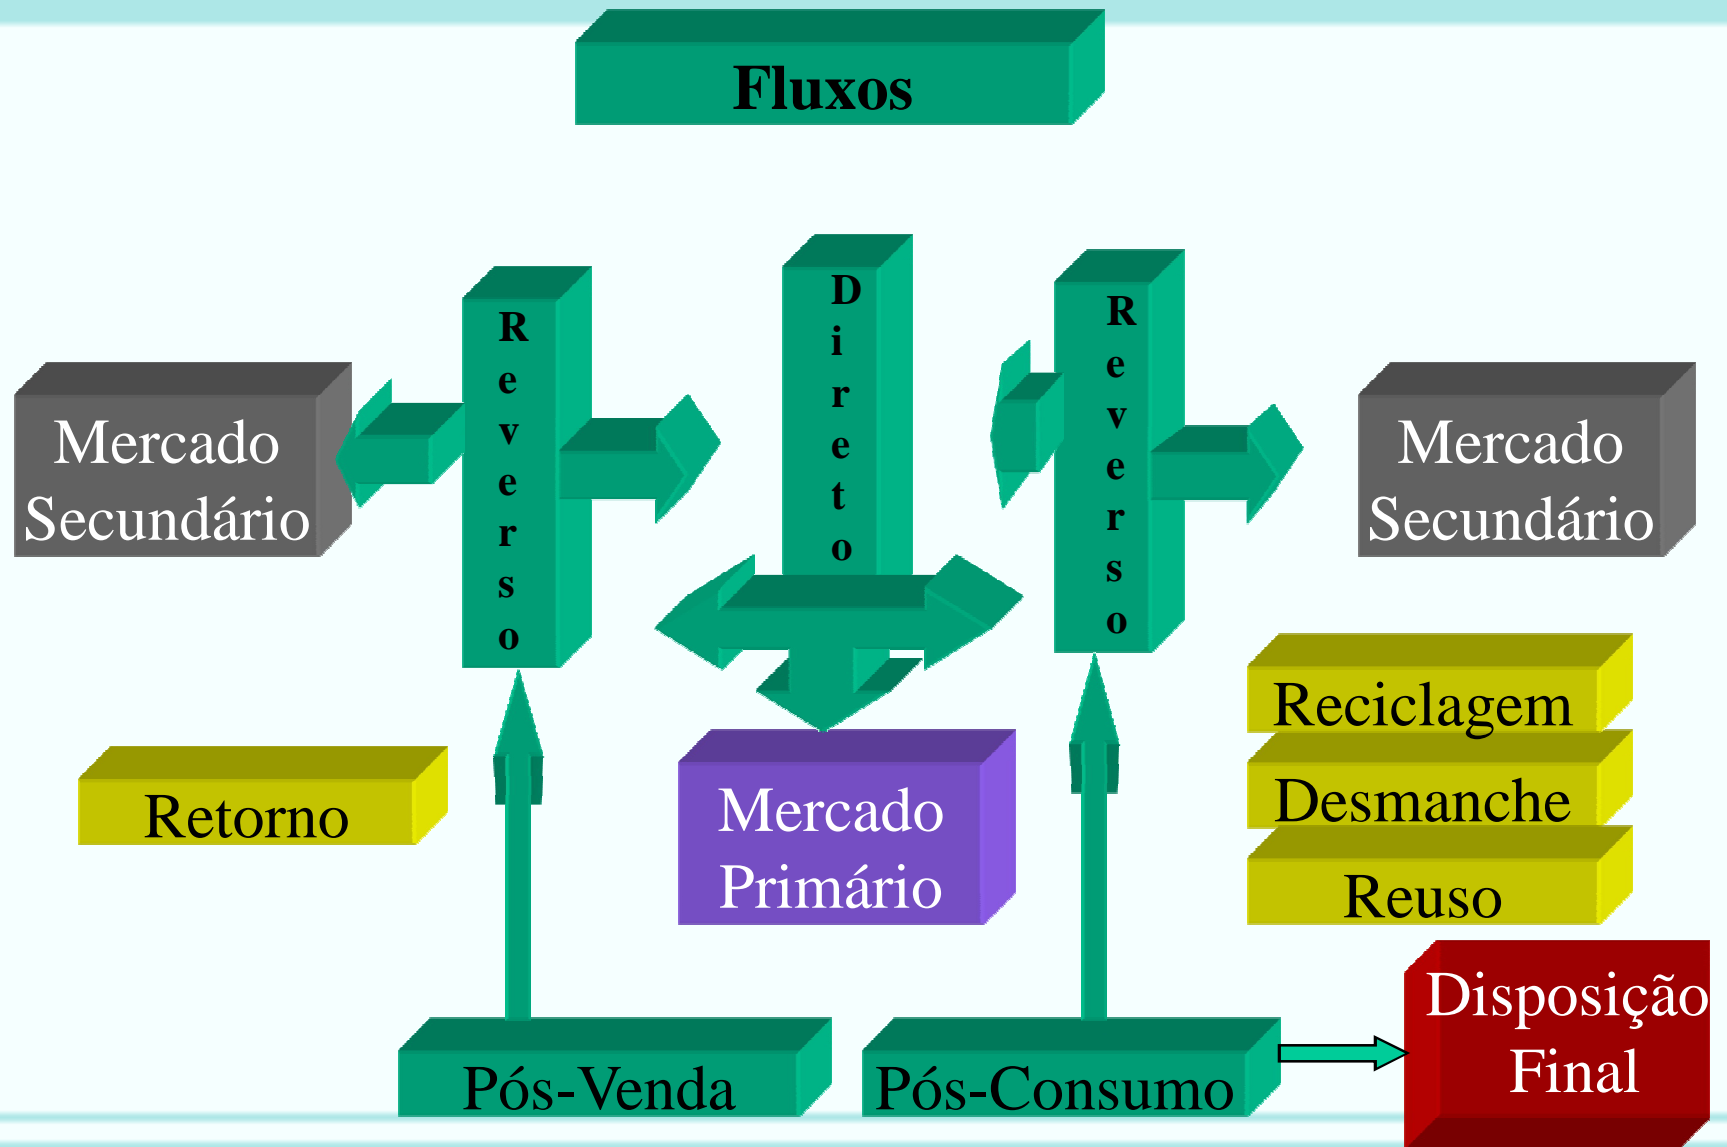 Fluxos
Reverso
Direto
Reverso
Mercado
Secundário
Mercado
Secundário
Retorno
Mercado
Primário
Reciclagem
Desmanche
Reuso
Pós-Venda
Pós-Consumo
Disposição
Final